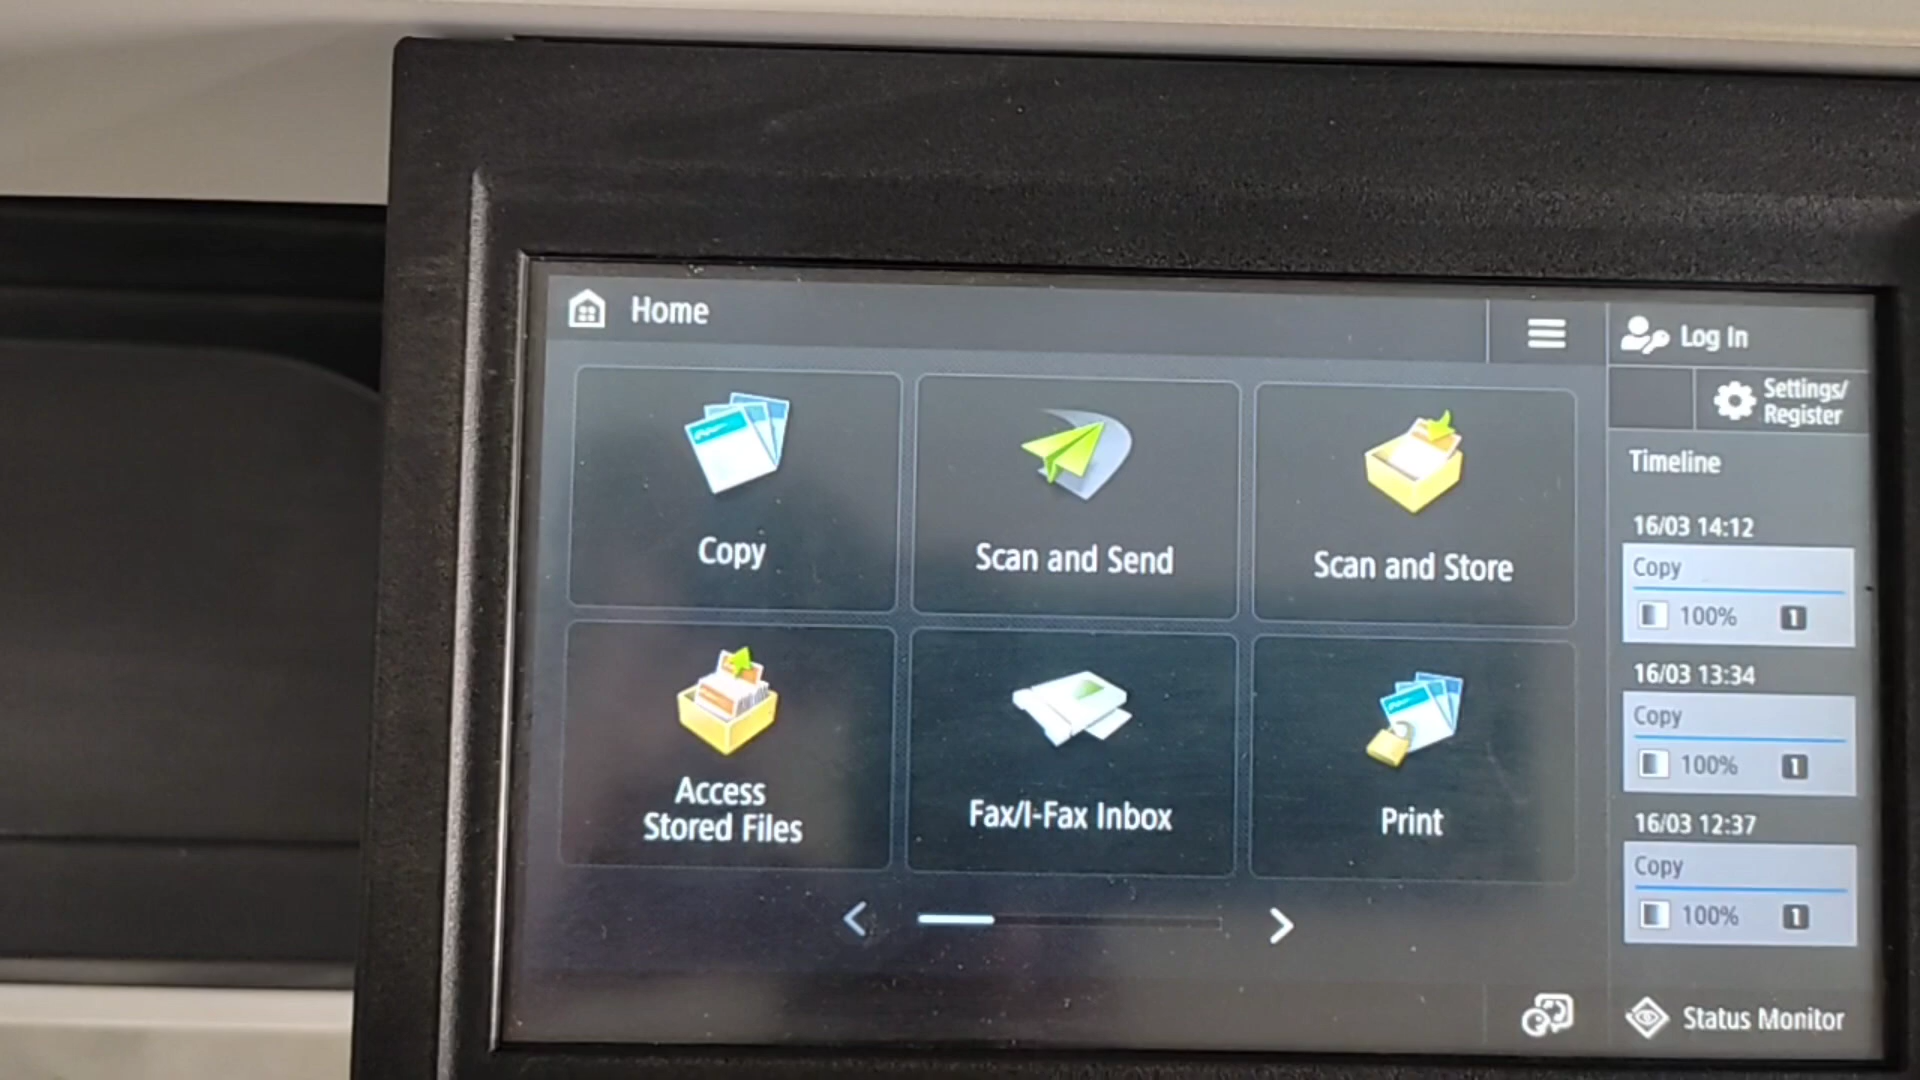 Home
Log In
Settings/
Register
Copy
Scan and Send
Scan and Store
Access
Stored Files
Fax/I-Fax Inbox
Print
Timeline
16/03 14:12
Copy
100% 1
16/03 13:34
Copy
100% 1
16/03 12:37
Copy
100% 1
Status Monitor